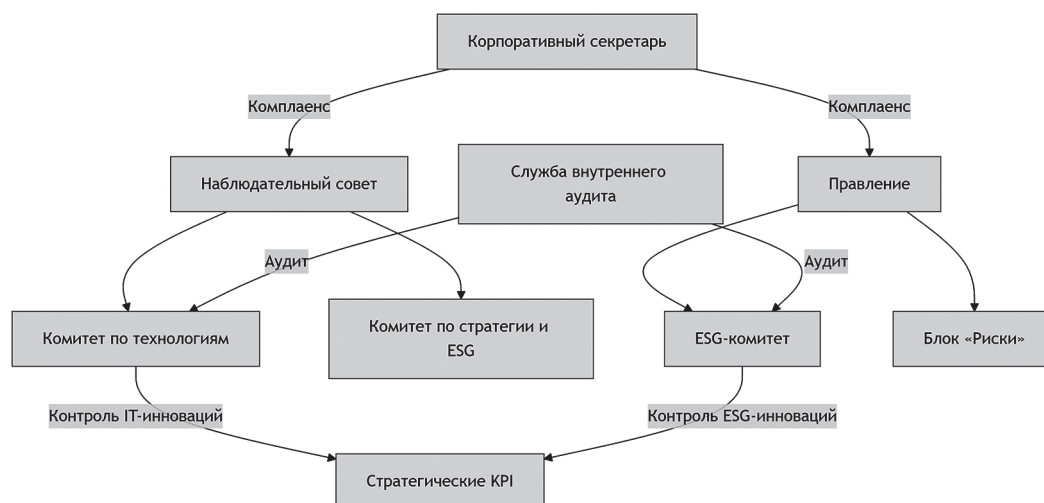 Корпоративный секретарь
Комплаенс
Комплаенс
Наблюдательный совет
Служба внутреннего
аудита
Правление
Аудит
Аудит
Комитет по технологиям
Комитет по стратегии и
ESG
ESG-комитет
Блок «Риски»
Контроль IT-инноваций
Контроль ESG-инноваций
Стратегические KPI